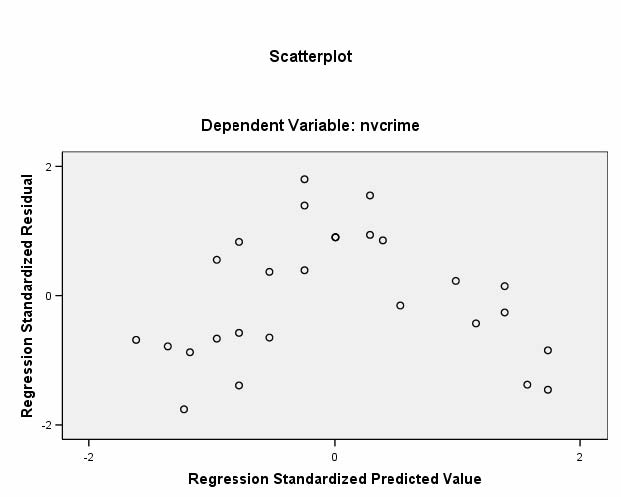 Scatterplot
Dependent Variable: nvcrime
Regression Standardized Residual
2
0
-2
-2
0
2
Regression Standardized Predicted Value